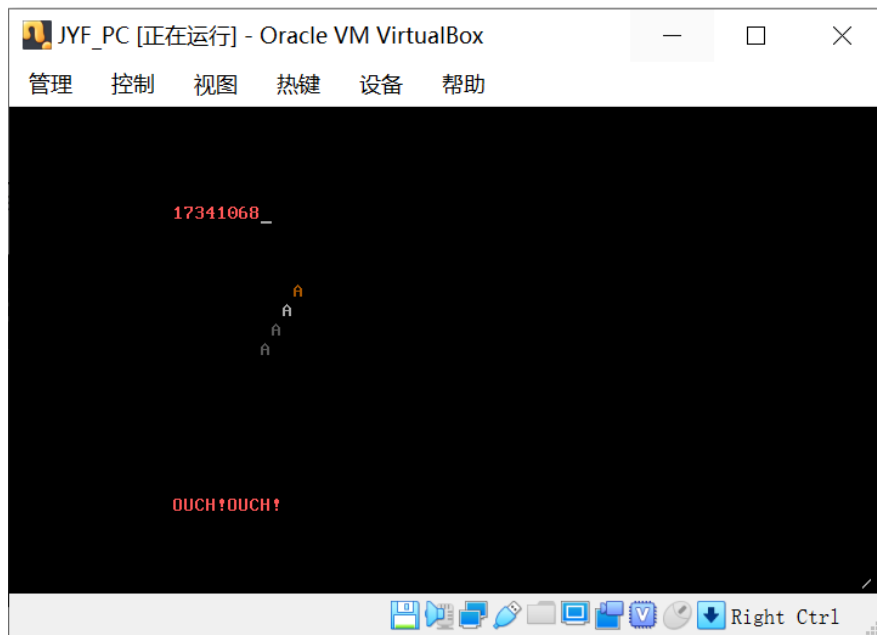 JYF_PC [正在运行] - Oracle VM VirtualBox
管理 控制 视图 热键 设备 帮助
17341068_
A
A
A
A
OUCH!OUCH!
/
V Right Ctrl